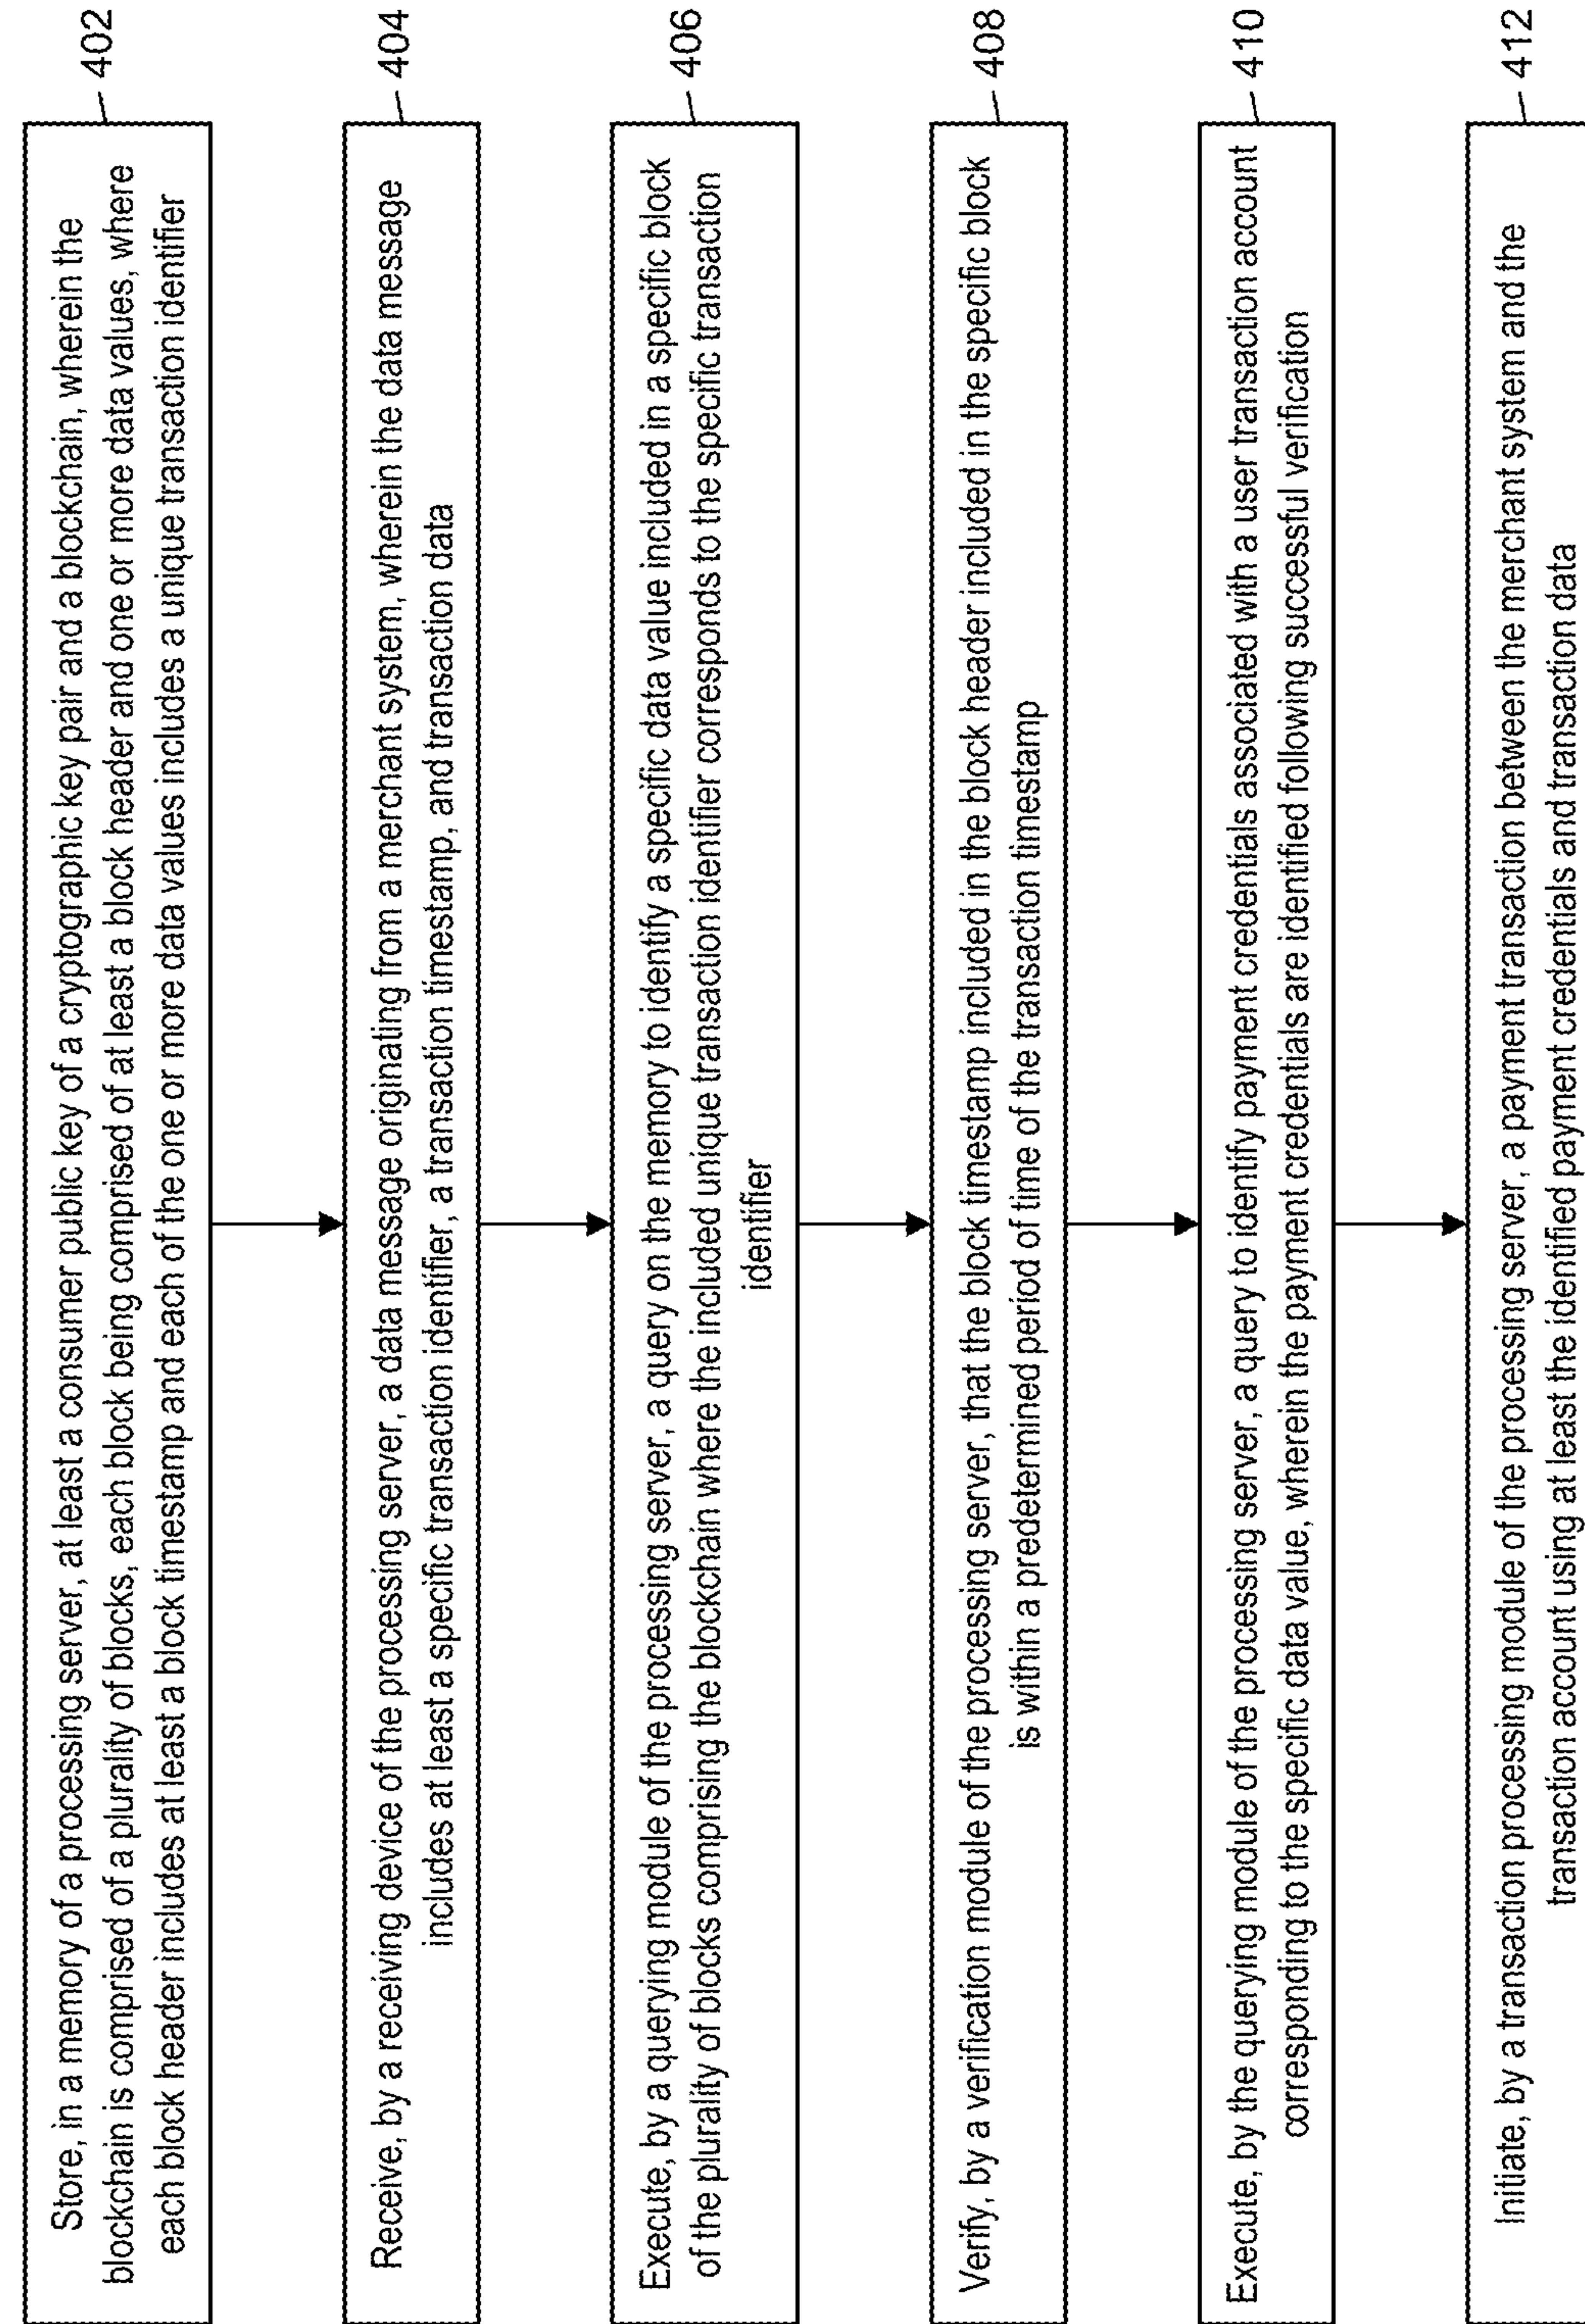 Store, in a memory of a processing server, at least a consumer public key of a cryptographic key pair and a blockchain, wherein the
blockchain is comprised of a plurality of blocks, each block being comprised of at least a block header and one or more data values, where
each block header includes at least a block timestamp and each of the one or more data values includes a unique transaction identifier
402
Receive, by a receiving device of the processing server, a data message originating from a merchant system, wherein the data message
includes at least a specific transaction identifier, a transaction timestamp, and transaction data
404
Execute, by a querying module of the processing server, a query on the memory to identify a specific data value included in a specific block
of the plurality of blocks comprising the blockchain where the included unique transaction identifier corresponds to the specific transaction
identifier
406
Verify, by a verification module of the processing server, that the block timestamp included in the block header included in the specific block
is within a predetermined period of time of the transaction timestamp
408
Execute, by the querying module of the processing server, a query to identify payment credentials associated with a user transaction account
corresponding to the specific data value, wherein the payment credentials are identified following successful verification
410
Initiate, by a transaction processing module of the processing server, a payment transaction between the merchant system and the
transaction account using at least the identified payment credentials and transaction data
412